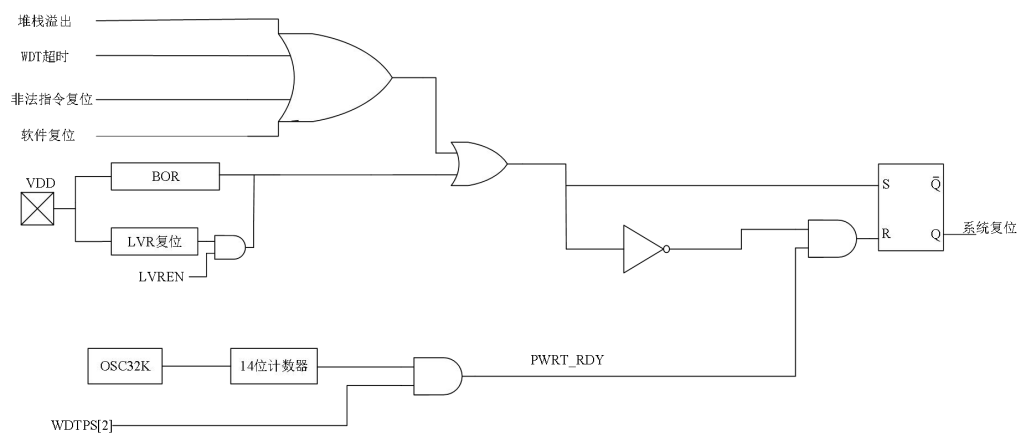 堆栈溢出
WDT超时
非法指令复位
软件复位
VDD
BOR
LVR复位
LVREN
S
Q̅
R
Q
系统复位
OSC32K
14位计数器
PWRT_RDY
WDTPS[2]